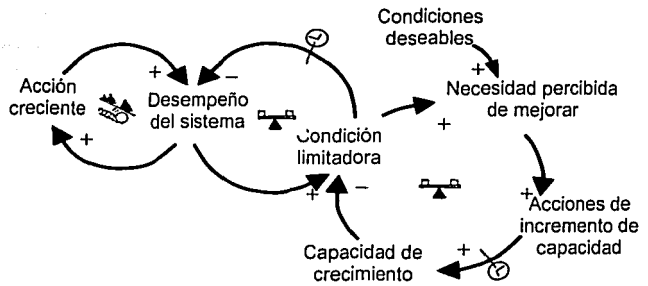 Condiciones
deseables
Acción
creciente
+
Desempeño
del sistema
−
+
Necesidad percibida
de mejorar
+
Condición
limitadora
+
+
−
+
Acciones de
incremento de
capacidad
+
Capacidad de
crecimiento
+